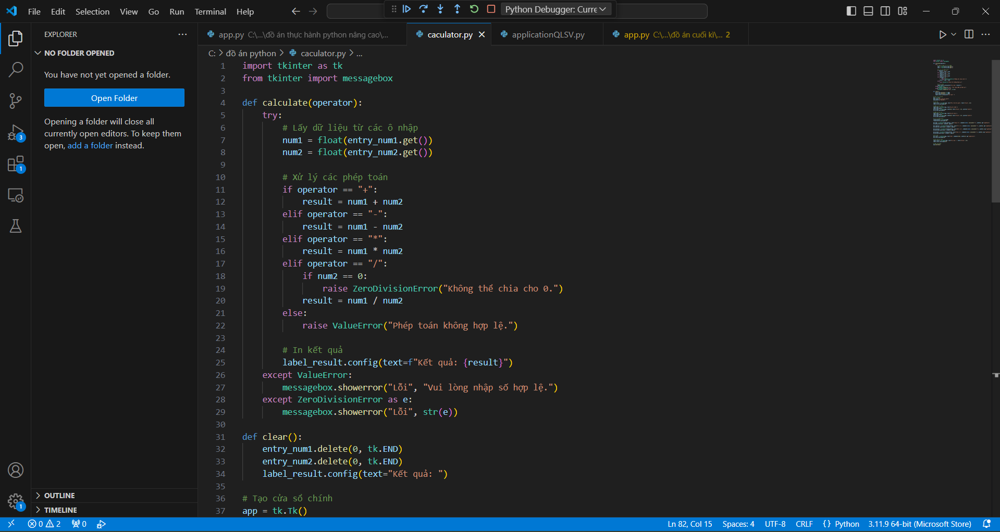 File Edit Selection View Go Run Terminal Help
Python Debugger: Curre
EXPLORER
NO FOLDER OPENED
You have not yet opened a folder.
Open Folder
Opening a folder will close all
currently open editors. To keep them
open, add a folder instead.
OUTLINE
TIMELINE
3
1
1
app.py C:\...\đồ án thực hành python nâng cao\...
caculator.py
applicationQLSV.py
app.py C:\...\đồ án cuối kì\... 2
C: > đồ án python > caculator.py > ...
1 import tkinter as tk
2 from tkinter import messagebox
3
4 def calculate(operator):
5 try:
6 # Lấy dữ liệu từ các ô nhập
7 num1 = float(entry_num1.get())
8 num2 = float(entry_num2.get())
9
10 # Xử lý các phép toán
11 if operator == "+":
12 result = num1 + num2
13 elif operator == "-":
14 result = num1 - num2
15 elif operator == "*":
16 result = num1 * num2
17 elif operator == "/":
18 if num2 == 0:
19 raise ZeroDivisionError("Không thể chia cho 0.")
20 result = num1 / num2
21 else:
22 raise ValueError("Phép toán không hợp lệ.")
23
24 # In kết quả
25 label_result.config(text=f"Kết quả: {result}")
26 except ValueError:
27 messagebox.showerror("Lỗi", "Vui lòng nhập số hợp lệ.")
28 except ZeroDivisionError as e:
29 messagebox.showerror("Lỗi", str(e))
30
31 def clear():
32 entry_num1.delete(0, tk.END)
33 entry_num2.delete(0, tk.END)
34 label_result.config(text="Kết quả: ")
35
36 # Tạo cửa sổ chính
37 app = tk.Tk()
0 2 0
Ln 82, Col 15 Spaces: 4 UTF-8 CRLF {} Python 3.11.9 64-bit (Microsoft Store)